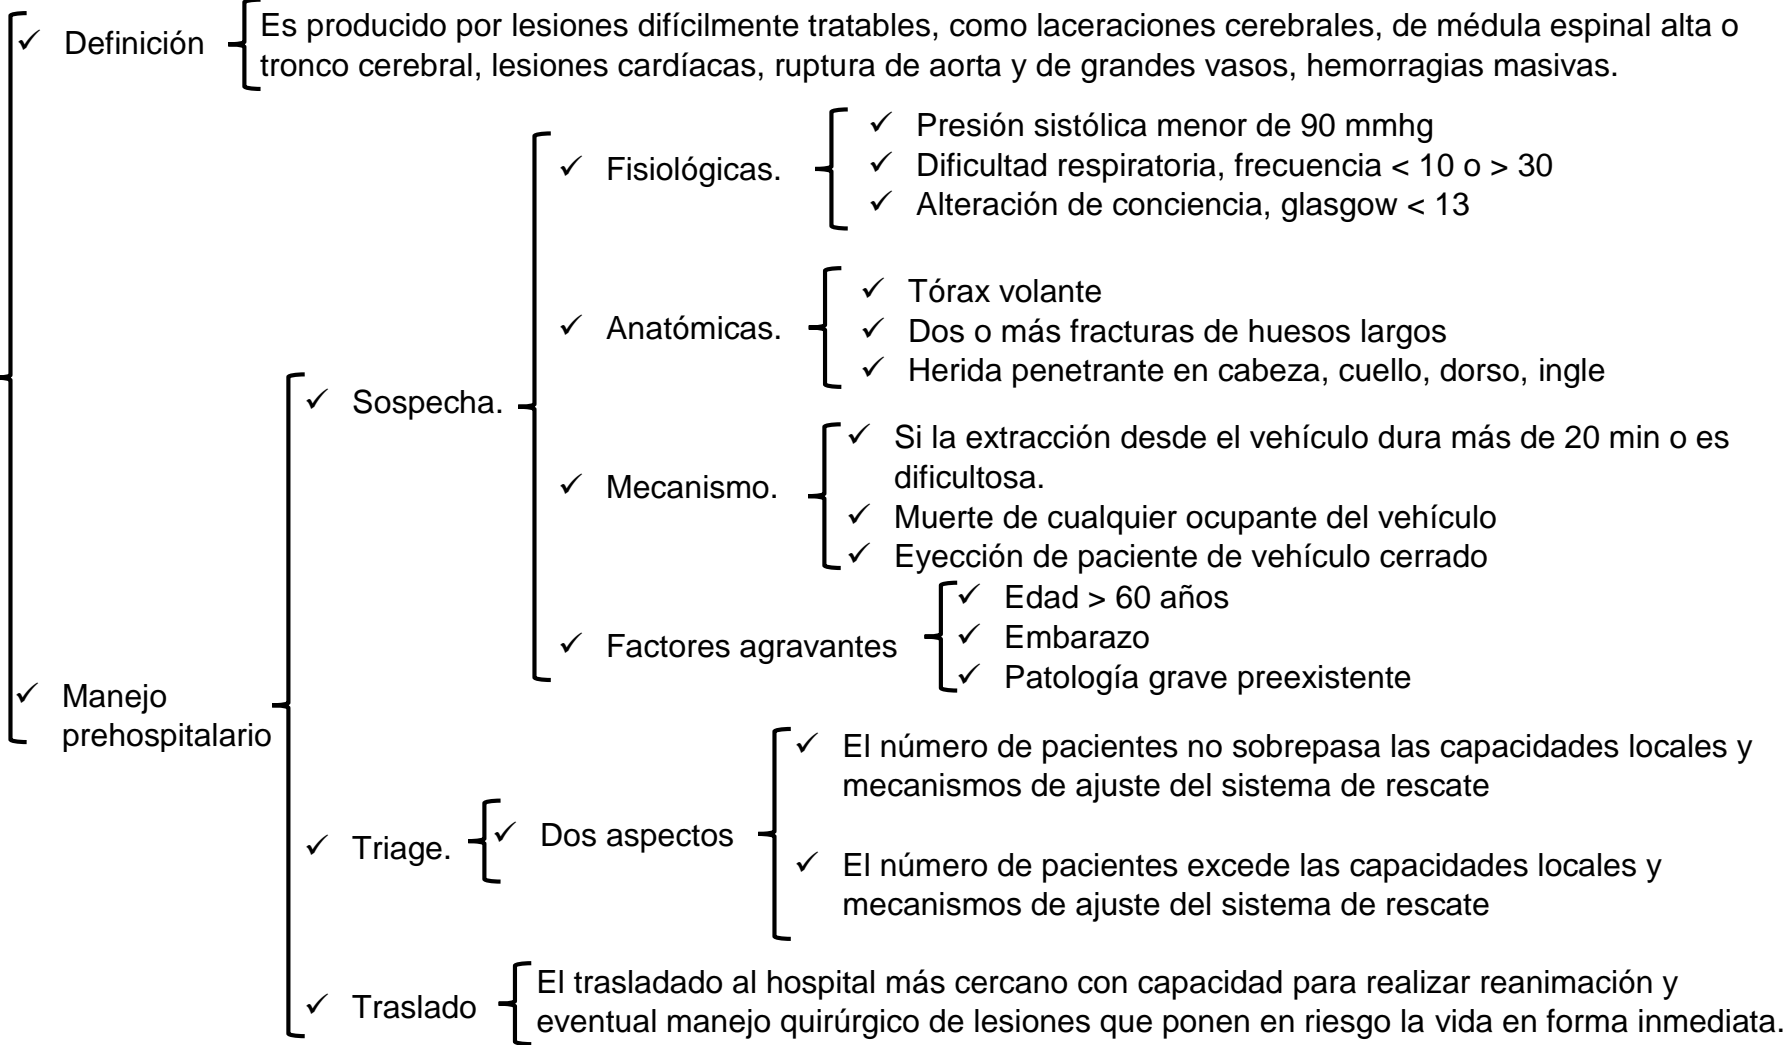 Definición
Es producido por lesiones difícilmente tratables, como laceraciones cerebrales, de médula espinal alta o
tronco cerebral, lesiones cardíacas, ruptura de aorta y de grandes vasos, hemorragias masivas.
Manejo
prehospitalario
Sospecha.
Fisiológicas.
Presión sistólica menor de 90 mmhg
Dificultad respiratoria, frecuencia < 10 o > 30
Alteración de conciencia, glasgow < 13
Anatómicas.
Tórax volante
Dos o más fracturas de huesos largos
Herida penetrante en cabeza, cuello, dorso, ingle
Mecanismo.
Si la extracción desde el vehículo dura más de 20 min o es
dificultosa.
Muerte de cualquier ocupante del vehículo
Eyección de paciente de vehículo cerrado
Factores agravantes
Edad > 60 años
Embarazo
Patología grave preexistente
Triage.
Dos aspectos
El número de pacientes no sobrepasa las capacidades locales y
mecanismos de ajuste del sistema de rescate
El número de pacientes excede las capacidades locales y
mecanismos de ajuste del sistema de rescate
Traslado
El trasladado al hospital más cercano con capacidad para realizar reanimación y
eventual manejo quirúrgico de lesiones que ponen en riesgo la vida en forma inmediata.